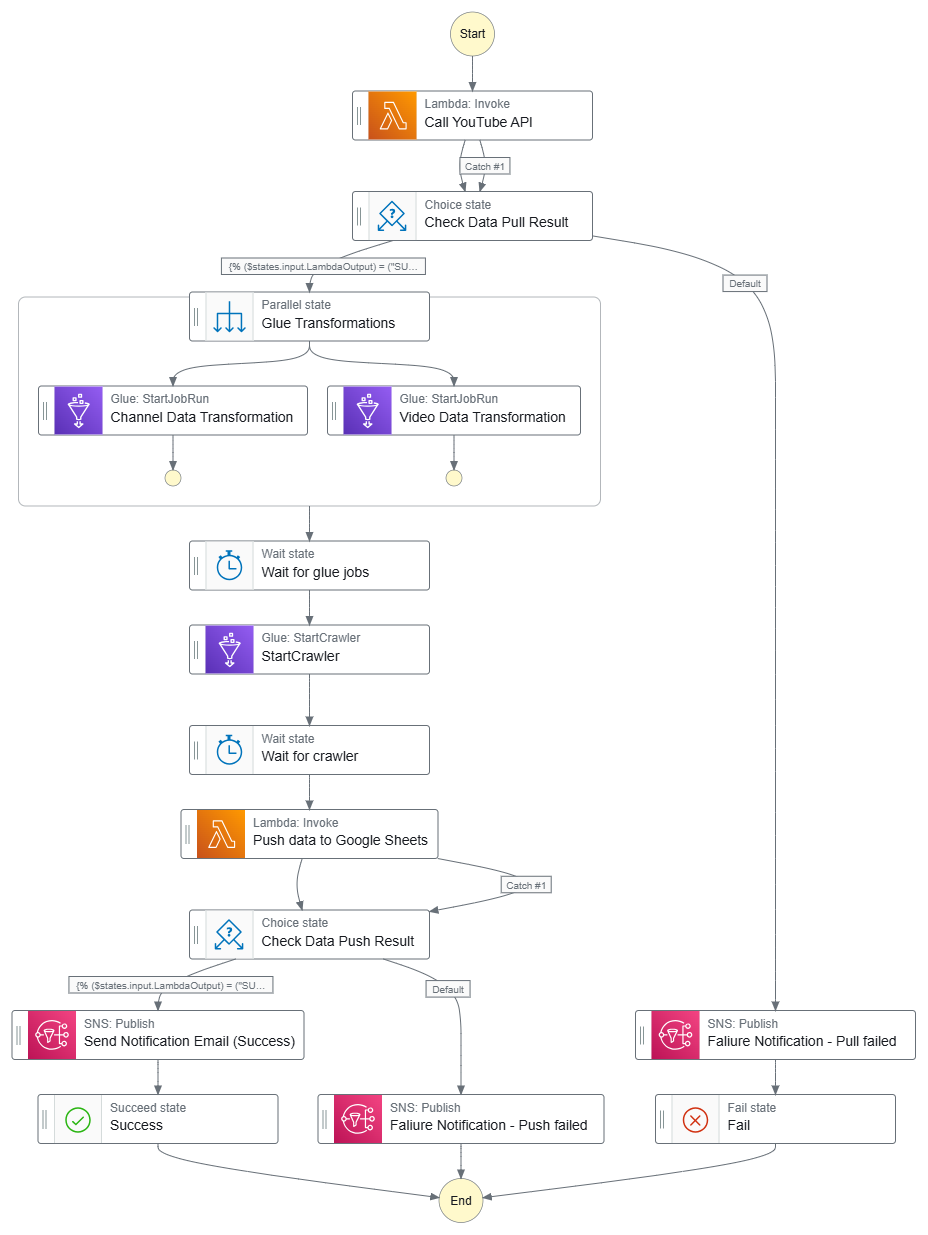 Start
Lambda: Invoke
Call YouTube API
Catch #1
Choice state
Check Data Pull Result
{% ($states.input.LambdaOutput) = ("SU...
Default
Parallel state
Glue Transformations
Glue: StartJobRun
Channel Data Transformation
Glue: StartJobRun
Video Data Transformation
Wait state
Wait for glue jobs
Glue: StartCrawler
StartCrawler
Wait state
Wait for crawler
Lambda: Invoke
Push data to Google Sheets
Catch #1
Choice state
Check Data Push Result
{% ($states.input.LambdaOutput) = ("SU...
Default
SNS: Publish
Send Notification Email (Success)
SNS: Publish
Faliure Notification - Pull failed
Succeed state
Success
SNS: Publish
Faliure Notification - Push failed
Fail state
Fail
End